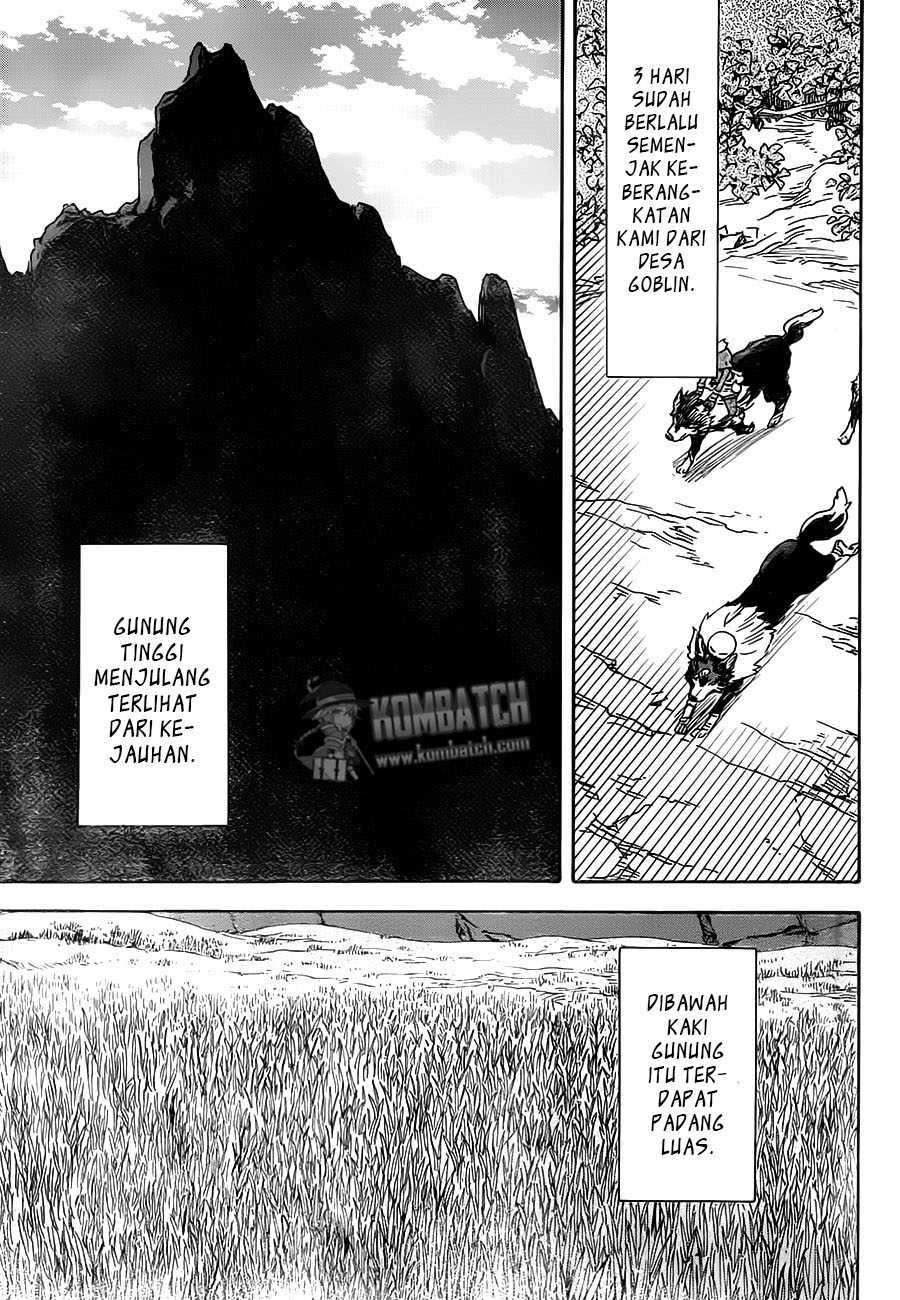 3 HARI
SUDAH
BERLALU
SEMEN-
JAK KE-
BERANG-
KATAN
KAMI DARI
DESA
GOBLIN.
GUNUNG
TINGGI
MENJULANG
TERLIHAT
DARI KE-
JAUHAN.
KOMBATCH
www.kombatch.com
DIBAWAH
KAKI
GUNUNG
ITU TER-
DAPAT
PADANG
LUAS.